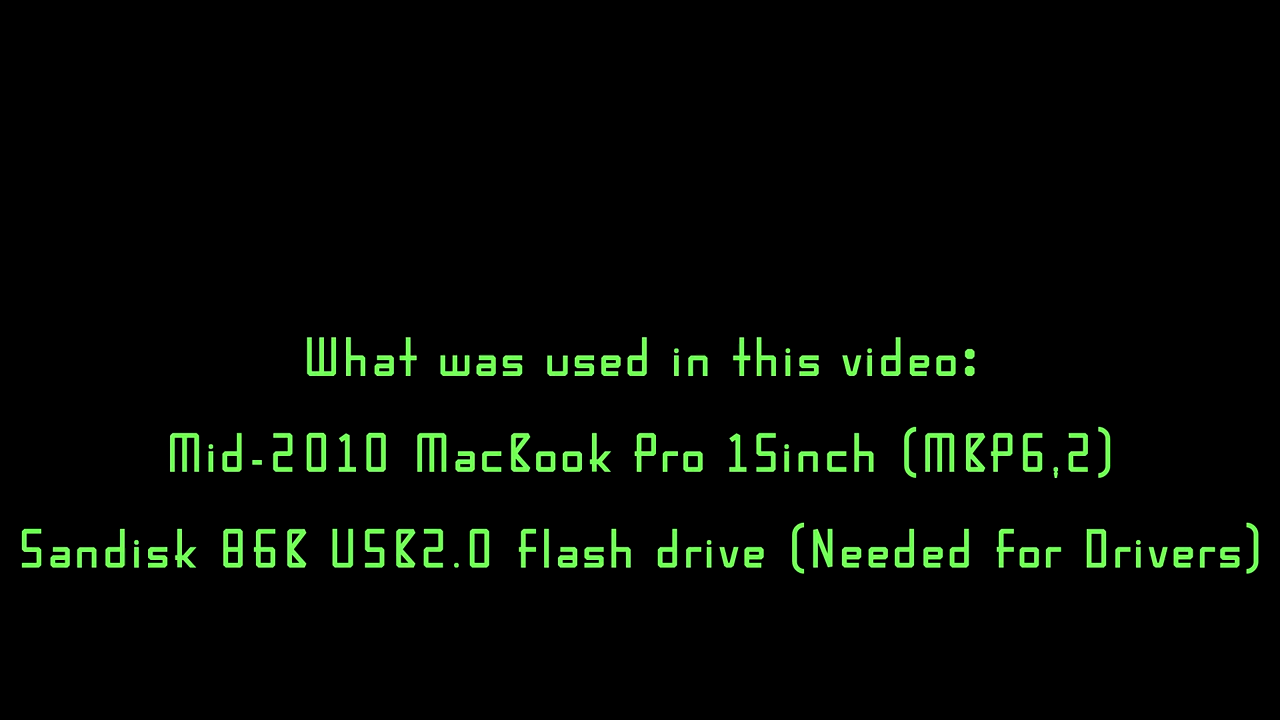 What was used in this video:
Mid-2010 MacBook Pro 15inch (MBP6,2)
Sandisk 8GB USB2.0 flash drive (Needed for Drivers)